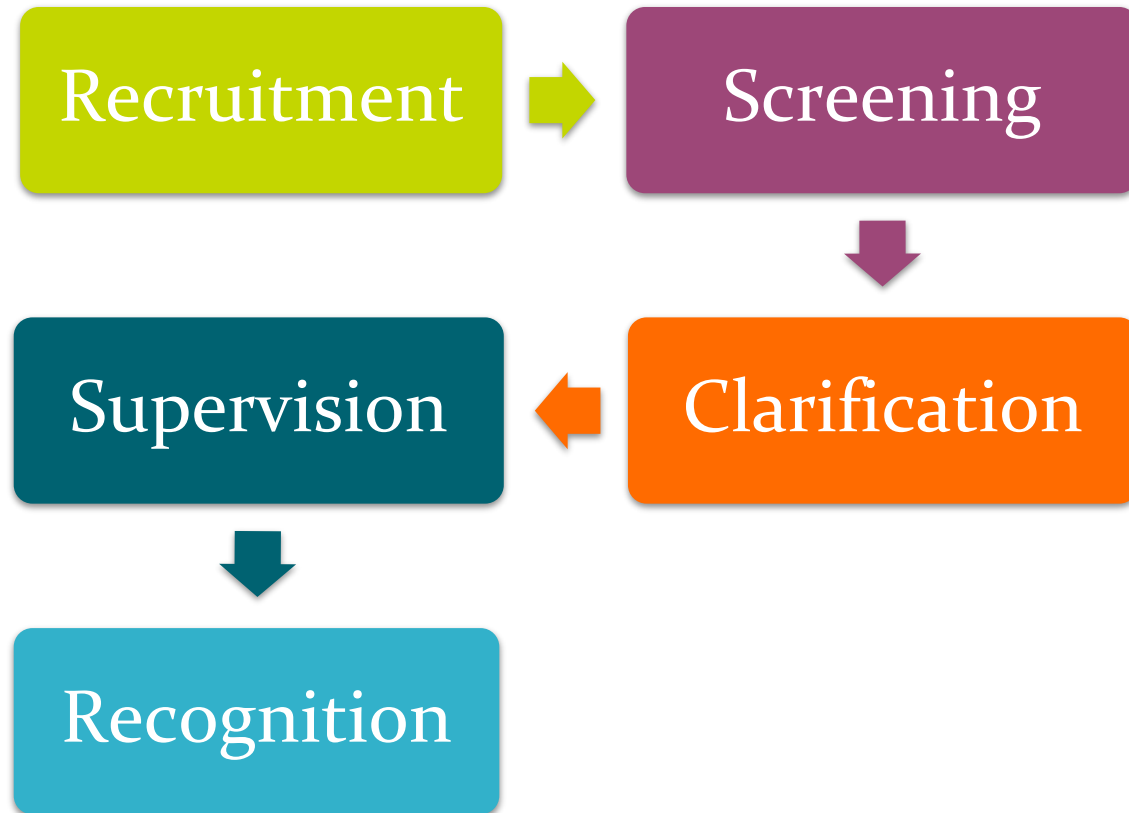 Recruitment
Screening
Clarification
Supervision
Recognition